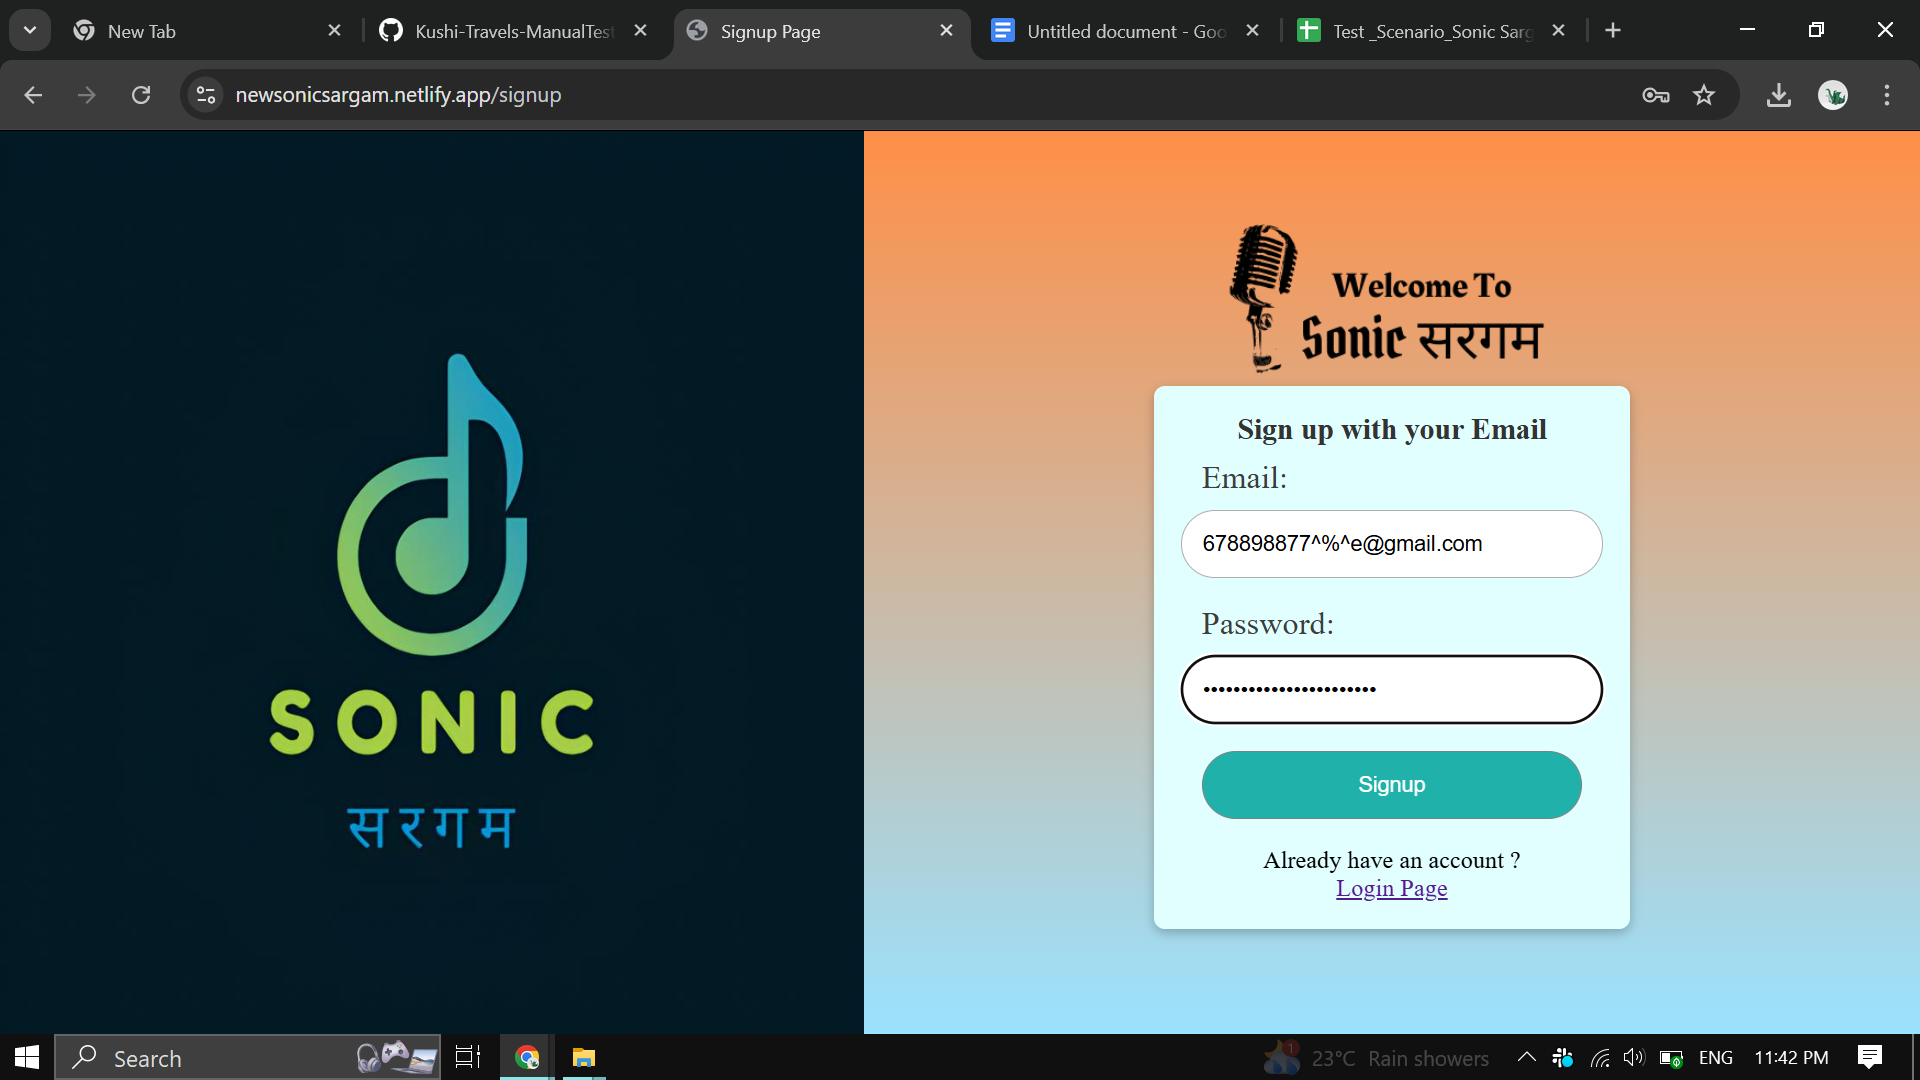 New Tab
Kushi-Travels-ManualTest
Signup Page
Untitled document - Goo
Test _Scenario_Sonic Sarg
newsonicsargam.netlify.app/signup
SONIC
सरगम
Welcome To
Sonic सरगम
Sign up with your Email
Email:
678898877^%^e@gmail.com
Password:
•••••••••••••••••••••••
Signup
Already have an account ?
Login Page
Search
1
23°C Rain showers
ENG
11:42 PM